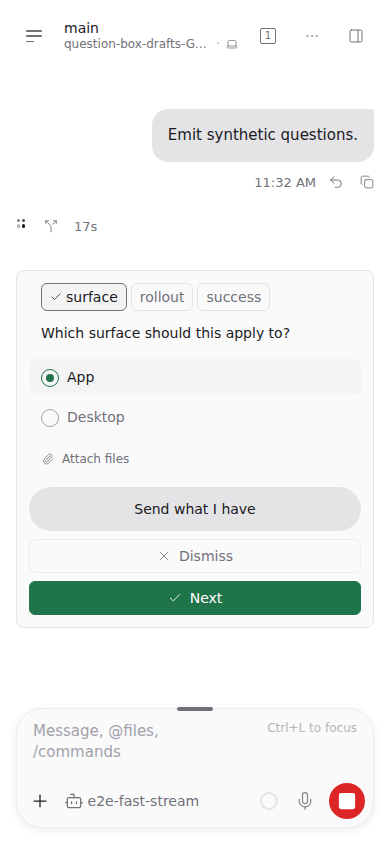 main
question-box-drafts-G... ·
1
Emit synthetic questions.
11:32 AM
17s
surface
rollout
success
Which surface should this apply to?
App
Desktop
Attach files
Send what I have
Dismiss
Next
Message, @files,
/commands
Ctrl+L to focus
e2e-fast-stream